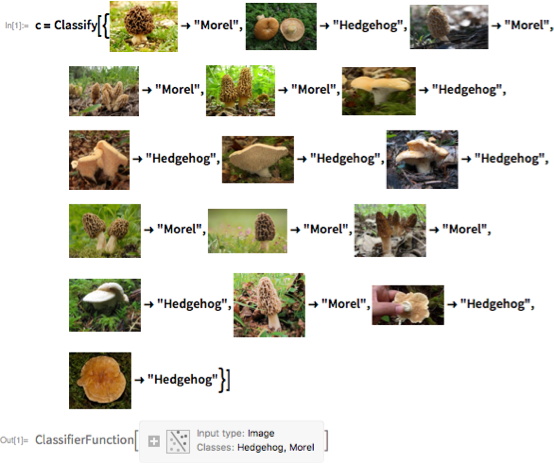 In[1]:= c = Classify[{ → "Morel", → "Hedgehog", → "Morel",
→ "Morel", → "Morel", → "Hedgehog",
→ "Hedgehog", → "Hedgehog", → "Hedgehog",
→ "Morel", → "Morel", → "Morel",
→ "Hedgehog", → "Morel", → "Hedgehog",
→ "Hedgehog"}]
Out[1]= ClassifierFunction[ Input type: Image
Classes: Hedgehog, Morel ]